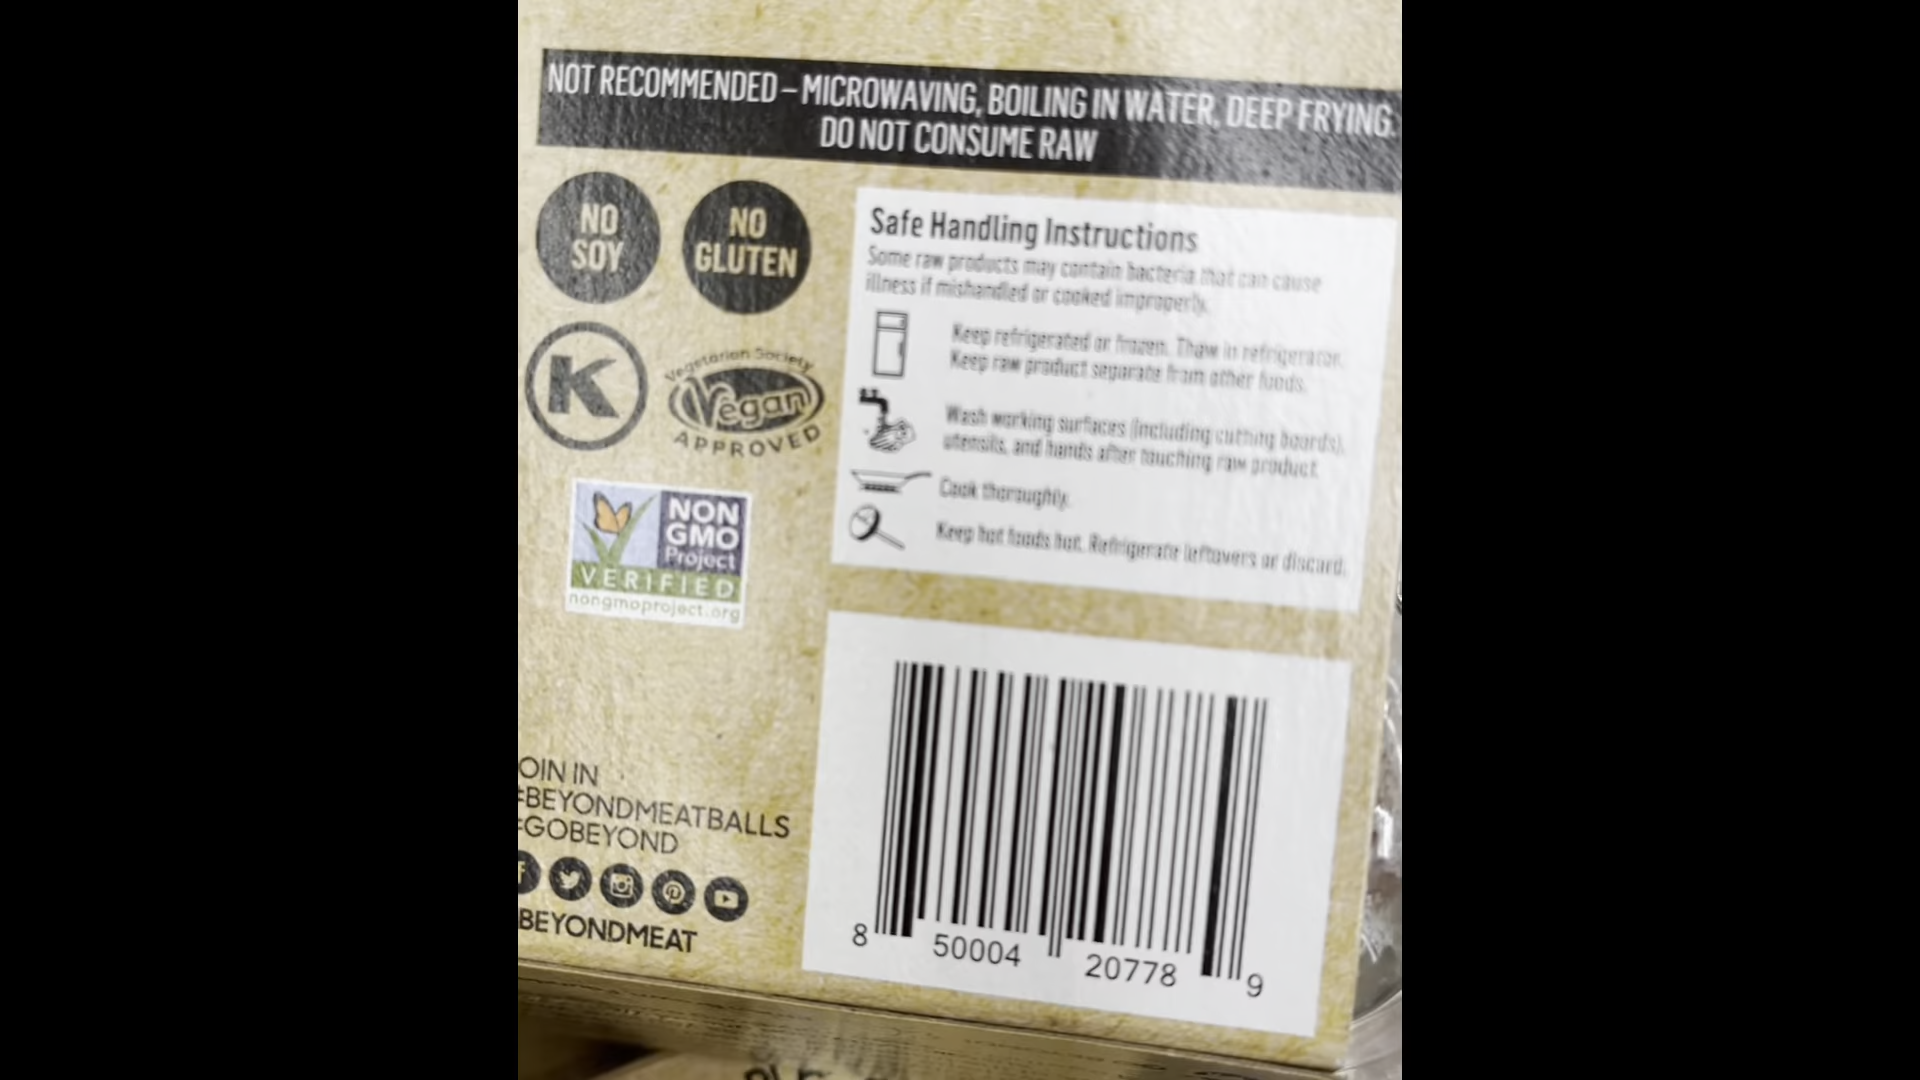 NOT RECOMMENDED – MICROWAVING, BOILING IN WATER, DEEP FRYING.
DO NOT CONSUME RAW
NO
SOY
NO
GLUTEN
K
Vegetarian Society
Vegan
APPROVED
NON
GMO
Project
VERIFIED
nongmoproject.org
Safe Handling Instructions
Some raw products may contain bacteria that can cause
illness if mishandled or cooked improperly.
Keep refrigerated or frozen. Thaw in refrigerator.
Keep raw product separate from other foods.
Wash working surfaces (including cutting boards),
utensils, and hands after touching raw product.
Cook thoroughly.
Keep hot foods hot. Refrigerate leftovers or discard.
OIN IN
#BEYONDMEATBALLS
#GOBEYOND
BEYONDMEAT
8 50004 20778 9